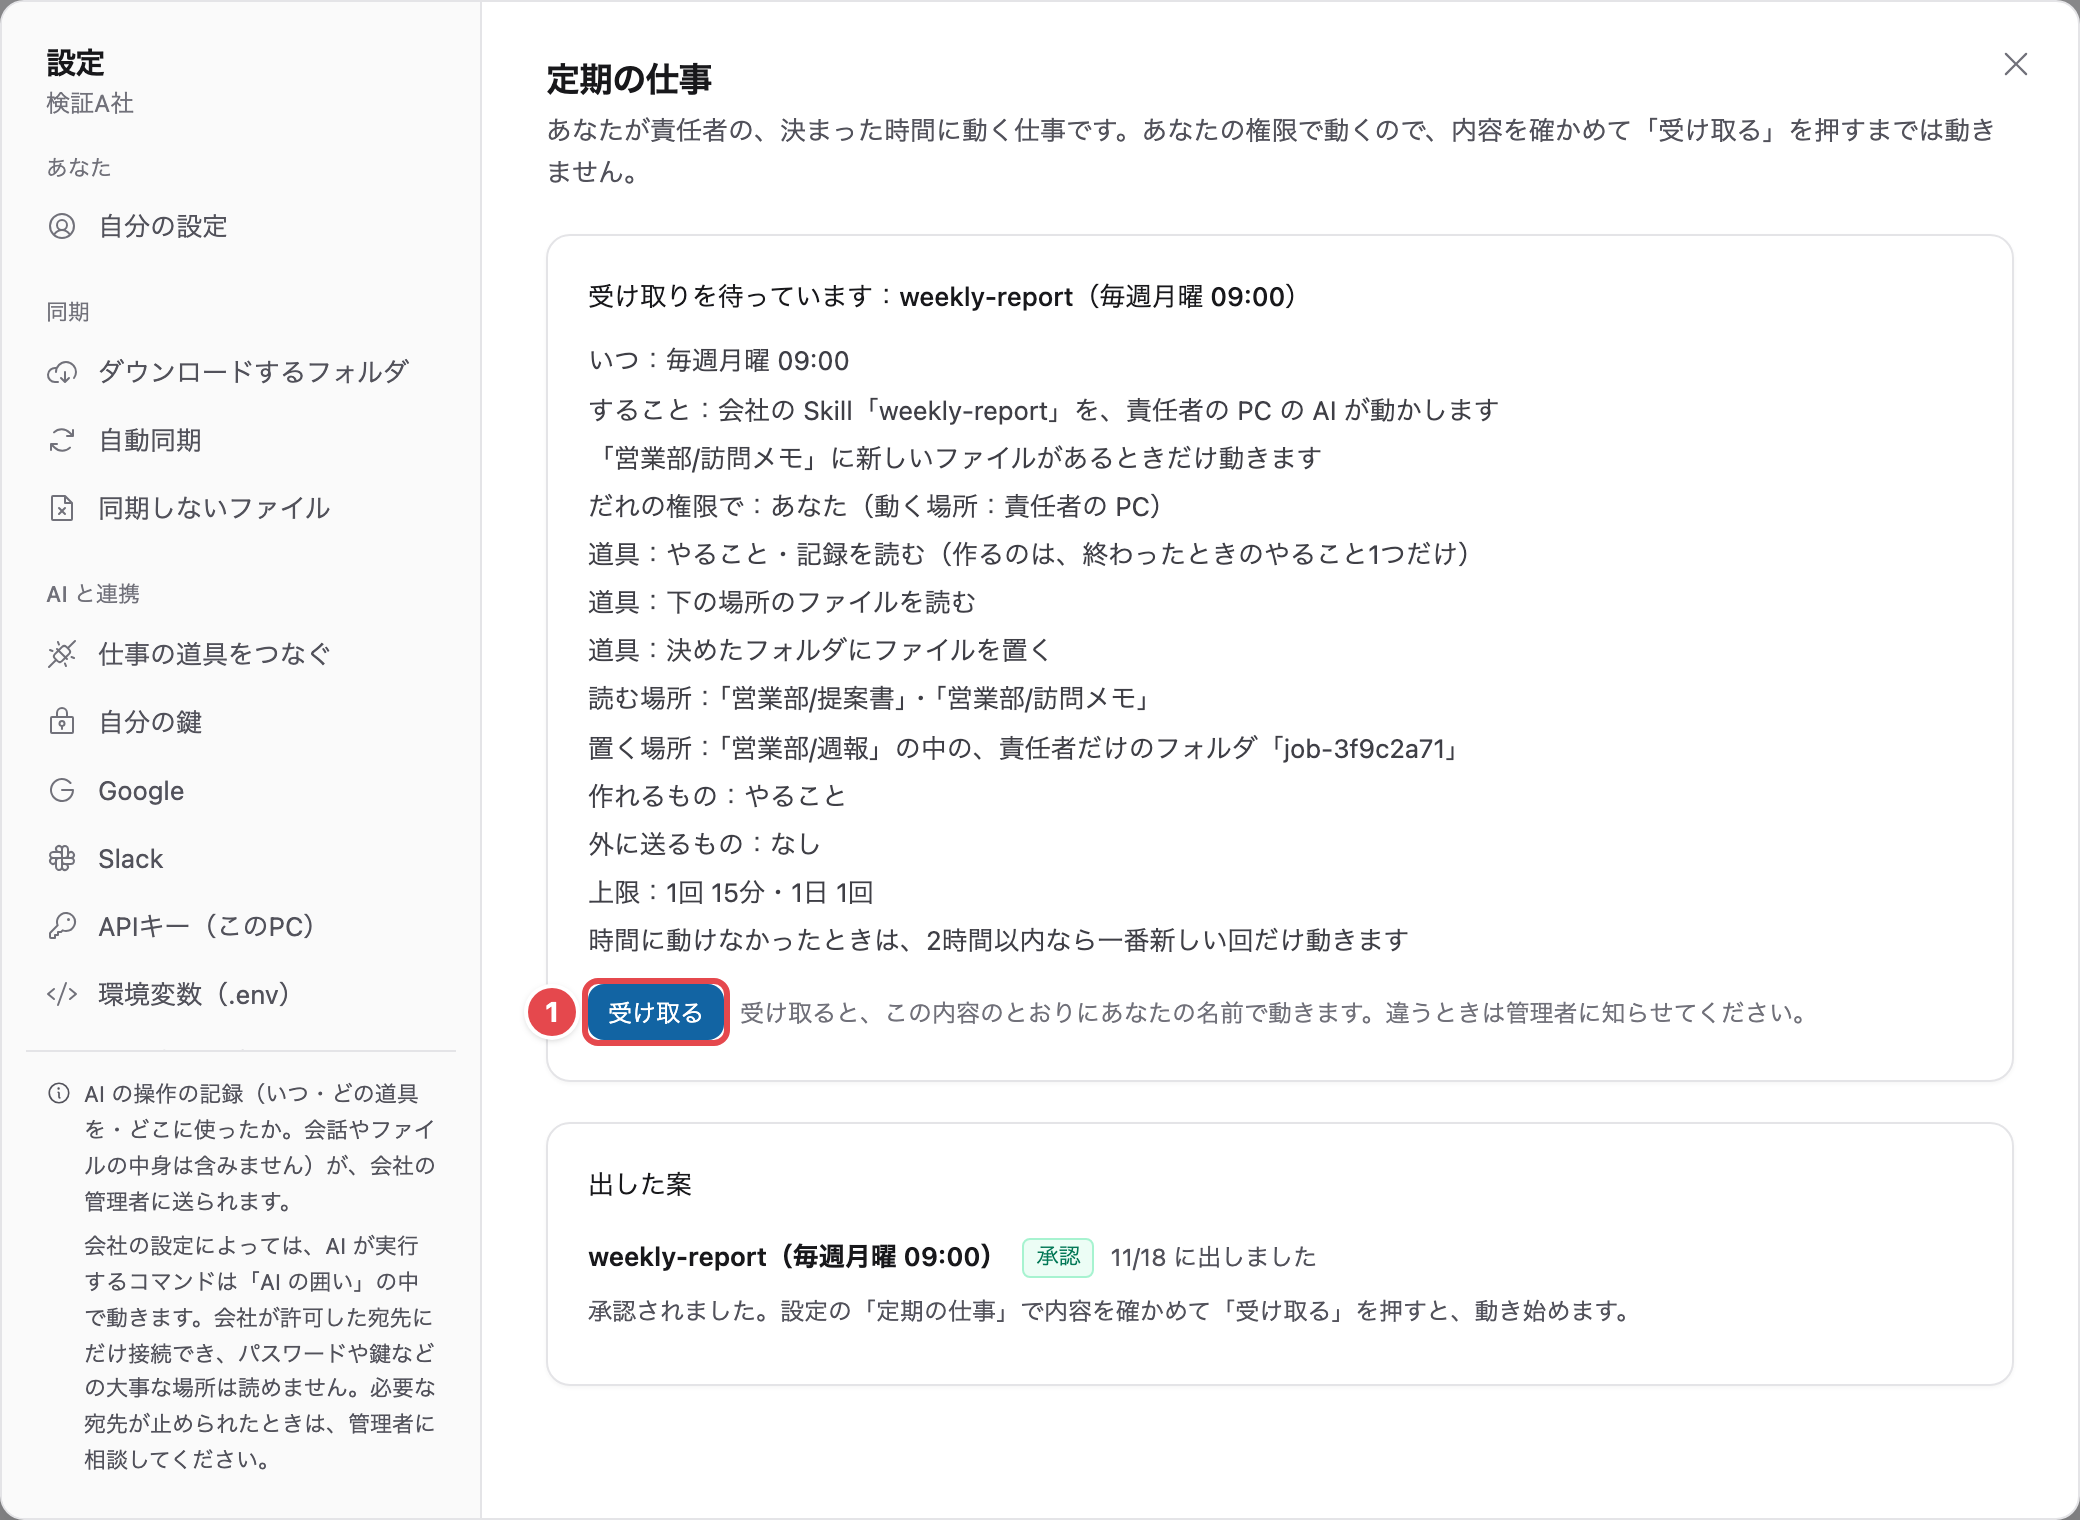 設定
検証A社
あなた
自分の設定
同期
ダウンロードするフォルダ
自動同期
同期しないファイル
AI と連携
仕事の道具をつなぐ
自分の鍵
Google
Slack
APIキー（このPC）
環境変数（.env）
AI の操作の記録（いつ・どの道具
を・どこに使ったか。会話やファイ
ルの中身は含みません）が、会社の
管理者に送られます。
会社の設定によっては、AI が実行
するコマンドは「AI の囲い」の中
で動きます。会社が許可した宛先に
だけ接続でき、パスワードや鍵など
の大事な場所は読めません。必要な
宛先が止められたときは、管理者に
相談してください。
定期の仕事
あなたが責任者の、決まった時間に動く仕事です。あなたの権限で動くので、内容を確かめて「受け取る」を押すまでは動き
ません。
受け取りを待っています：weekly-report（毎週月曜 09:00）
いつ：毎週月曜 09:00
すること：会社の Skill「weekly-report」を、責任者の PC の AI が動かします
「営業部/訪問メモ」に新しいファイルがあるときだけ動きます
だれの権限で：あなた（動く場所：責任者の PC）
道具：やること・記録を読む（作るのは、終わったときのやること1つだけ）
道具：下の場所のファイルを読む
道具：決めたフォルダにファイルを置く
読む場所：「営業部/提案書」・「営業部/訪問メモ」
置く場所：「営業部/週報」の中の、責任者だけのフォルダ「job-3f9c2a71」
作れるもの：やること
外に送るもの：なし
上限：1回 15分・1日 1回
時間に動けなかったときは、2時間以内なら一番新しい回だけ動きます
1 受け取る 受け取ると、この内容のとおりにあなたの名前で動きます。違うときは管理者に知らせてください。
出した案
weekly-report（毎週月曜 09:00） 承認 11/18 に出しました
承認されました。設定の「定期の仕事」で内容を確かめて「受け取る」を押すと、動き始めます。